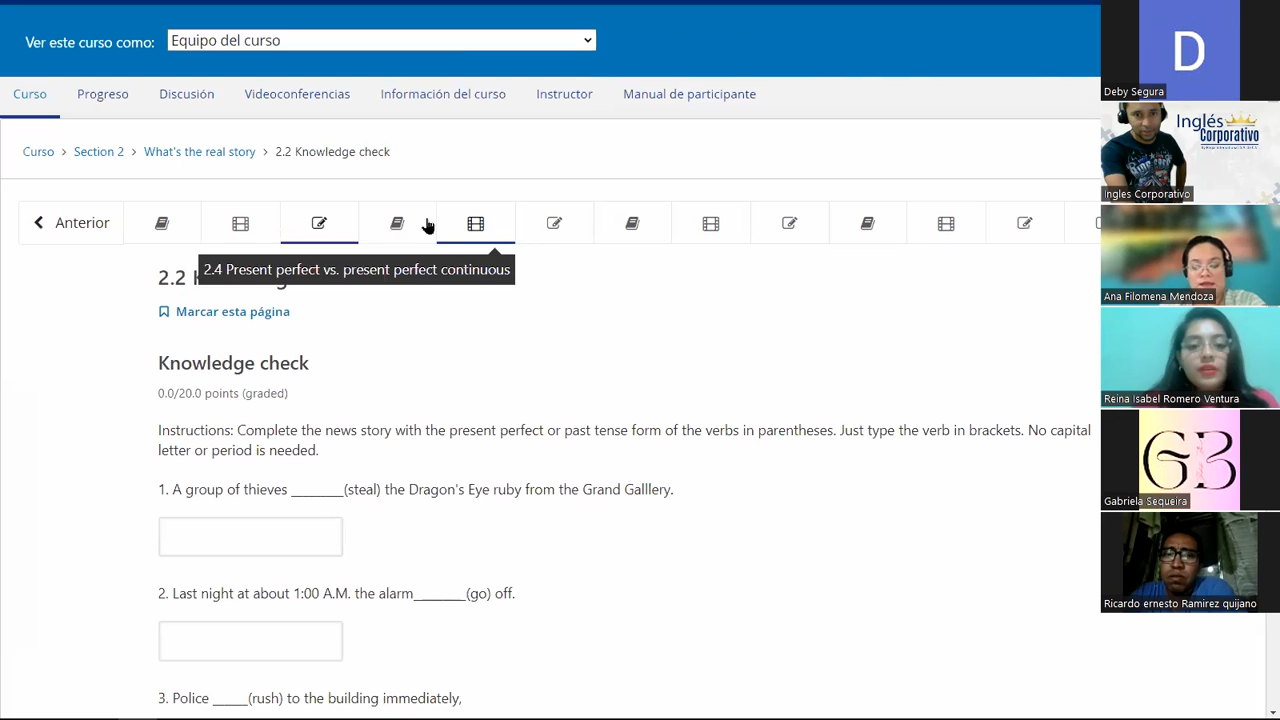 Ver este curso como:
Equipo del curso
Curso
Progreso
Discusión
Videoconferencias
Información del curso
Instructor
Manual de participante
Curso > Section 2 > What's the real story > 2.2 Knowledge check
Anterior
2.4 Present perfect vs. present perfect continuous
2.2
Marcar esta página
Knowledge check
0.0/20.0 points (graded)
Instructions: Complete the news story with the present perfect or past tense form of the verbs in parentheses. Just type the verb in brackets. No capital
letter or period is needed.
1. A group of thieves _______(steal) the Dragon's Eye ruby from the Grand Galllery.
2. Last night at about 1:00 A.M. the alarm_______(go) off.
3. Police _____(rush) to the building immediately,
D
Deby Segura
Inglés
Corporativo
Ingles Corporativo
Ana Filomena Mendoza
Reina Isabel Romero Ventura
GB
Gabriela Sequeira
Ricardo ernesto Ramirez quijano